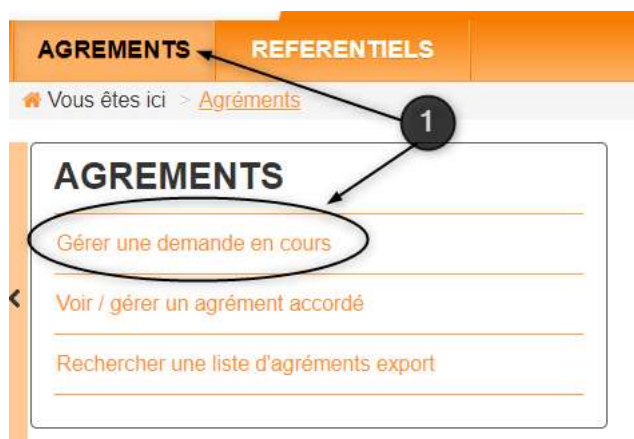 AGREMENTS REFERENTIELS
Vous êtes ici > Agréments
1
AGREMENTS
Gérer une demande en cours
Voir / gérer un agrément accordé
Rechercher une liste d'agréments export